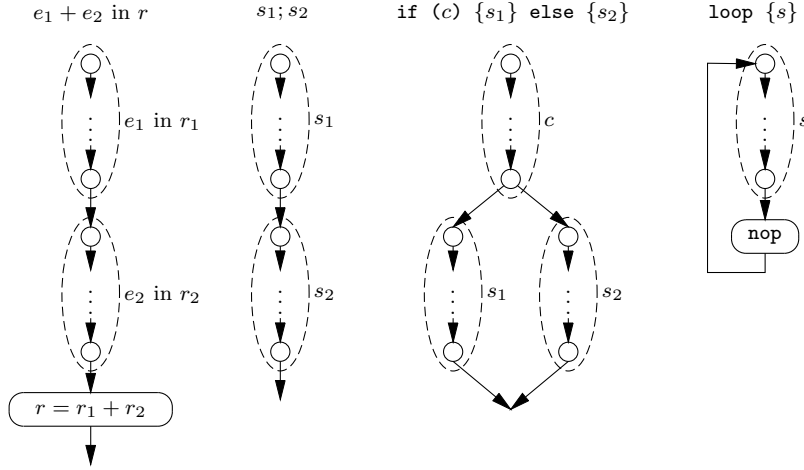 e₁ + e₂ in r
s₁; s₂
if (c) {s₁} else {s₂}
loop {s}
e₁ in r₁
s₁
c
s
nop
e₂ in r₂
s₂
s₁
s₂
r = r₁ + r₂